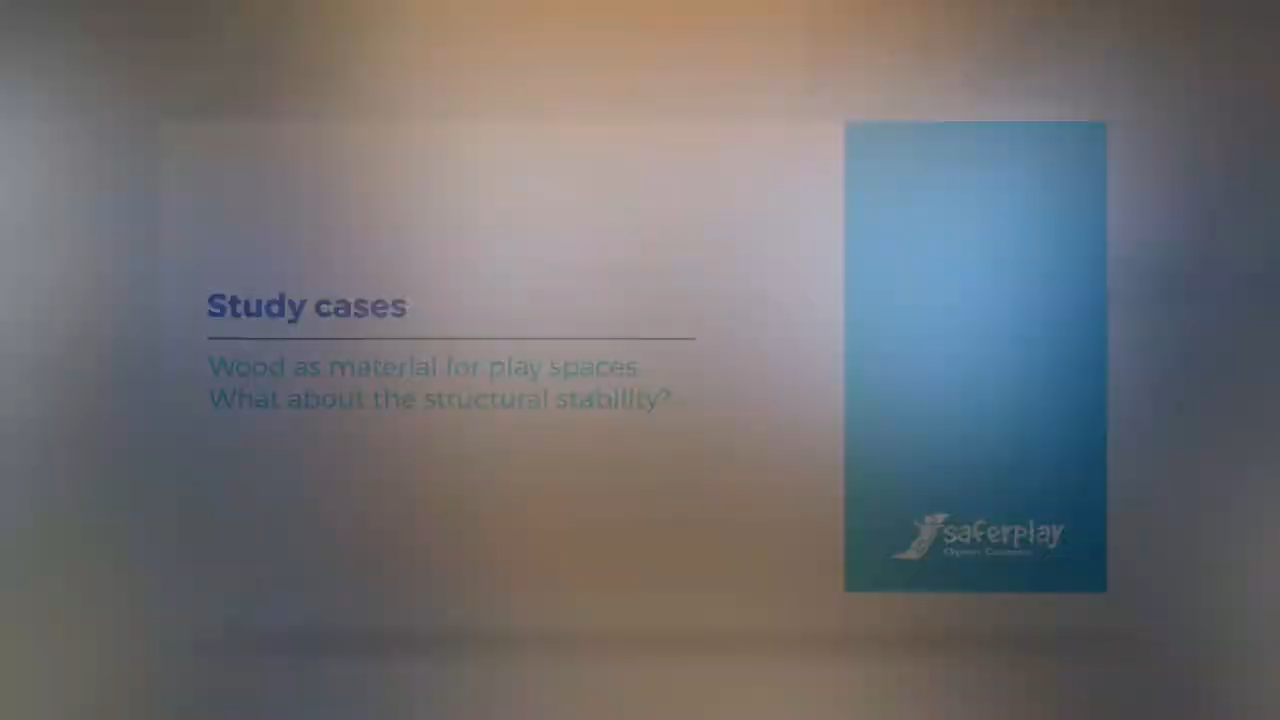 Study cases
Wood as material for play spaces
What about the structural stability?
saferplay